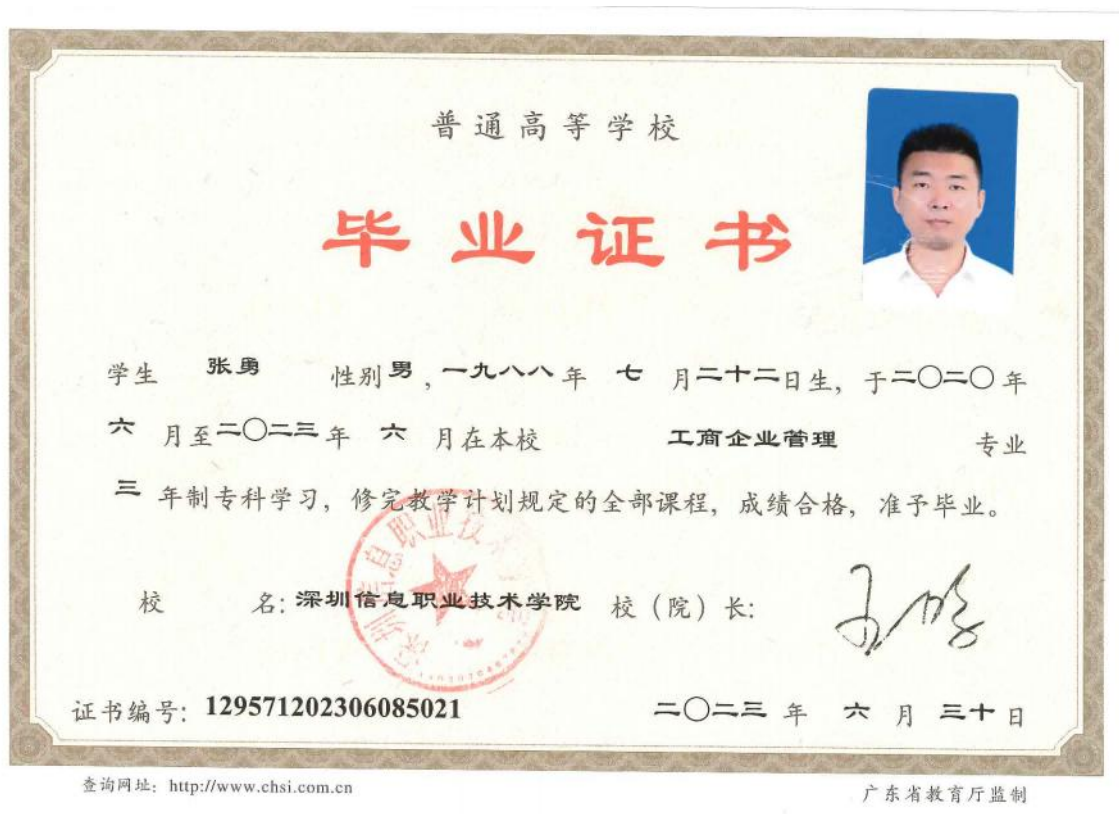 普通高等学校
毕业证书
学生 张勇 性别 男，一九八八 年 七 月 二十二 日生，于 二〇二〇 年
六 月至 二〇二三 年 六 月在本校 工商企业管理 专业
三 年制专科学习，修完教学计划规定的全部课程，成绩合格，准予毕业。
校 名：深圳信息职业技术学院 校（院）长：
证书编号：129571202306085021 二〇二三 年 六 月 三十 日
查询网址：http://www.chsi.com.cn 广东省教育厅监制